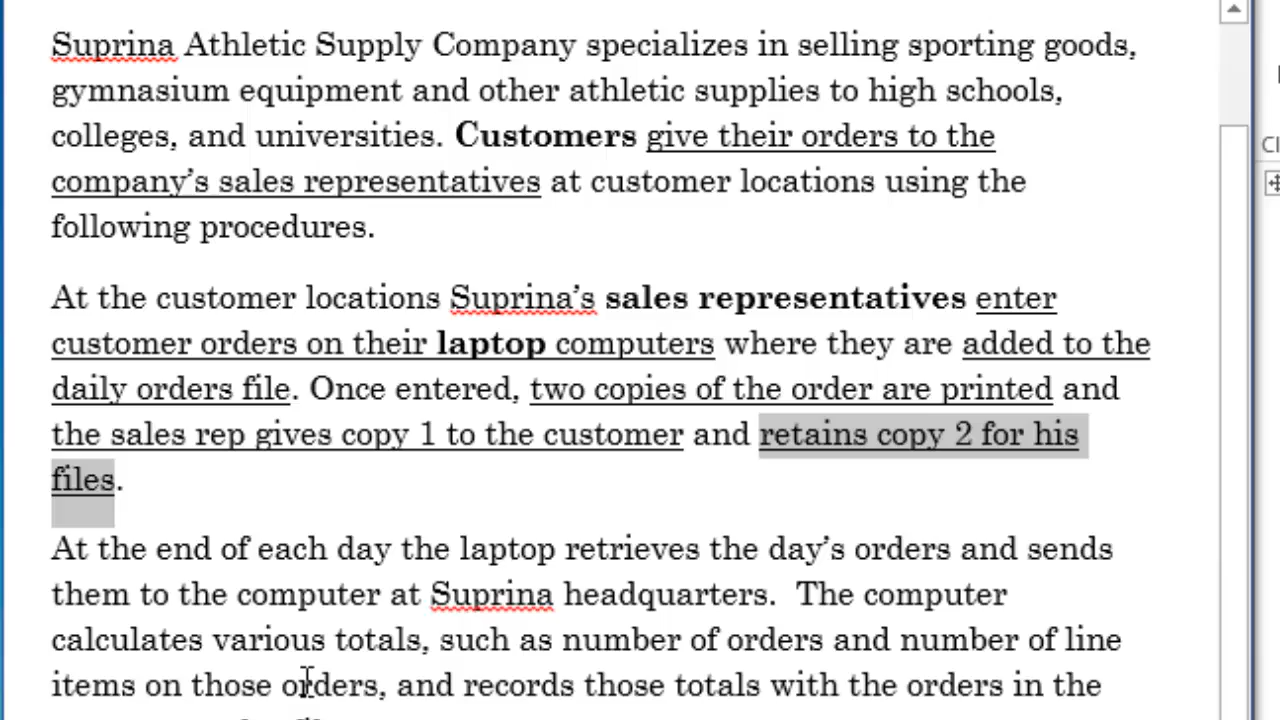 Suprina Athletic Supply Company specializes in selling sporting goods,
gymnasium equipment and other athletic supplies to high schools,
colleges, and universities. Customers give their orders to the
company’s sales representatives at customer locations using the
following procedures.
At the customer locations Suprina’s sales representatives enter
customer orders on their laptop computers where they are added to the
daily orders file. Once entered, two copies of the order are printed and
the sales rep gives copy 1 to the customer and retains copy 2 for his
files.
At the end of each day the laptop retrieves the day’s orders and sends
them to the computer at Suprina headquarters.  The computer
calculates various totals, such as number of orders and number of line
items on those orders, and records those totals with the orders in the